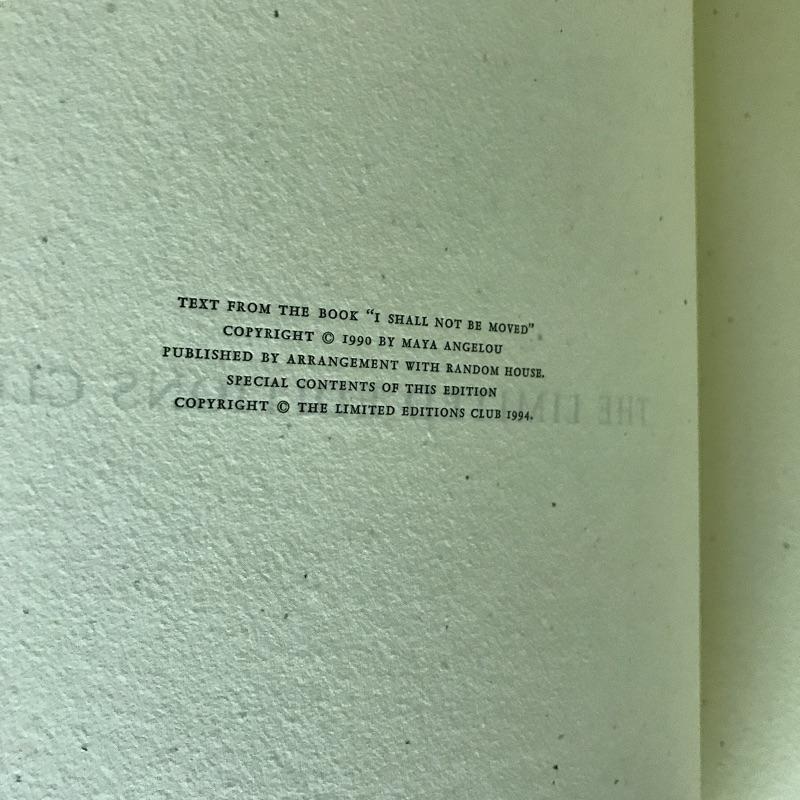 TEXT FROM THE BOOK “I SHALL NOT BE MOVED”
COPYRIGHT © 1990 BY MAYA ANGELOU
PUBLISHED BY ARRANGEMENT WITH RANDOM HOUSE.
SPECIAL CONTENTS OF THIS EDITION
COPYRIGHT © THE LIMITED EDITIONS CLUB 1994.